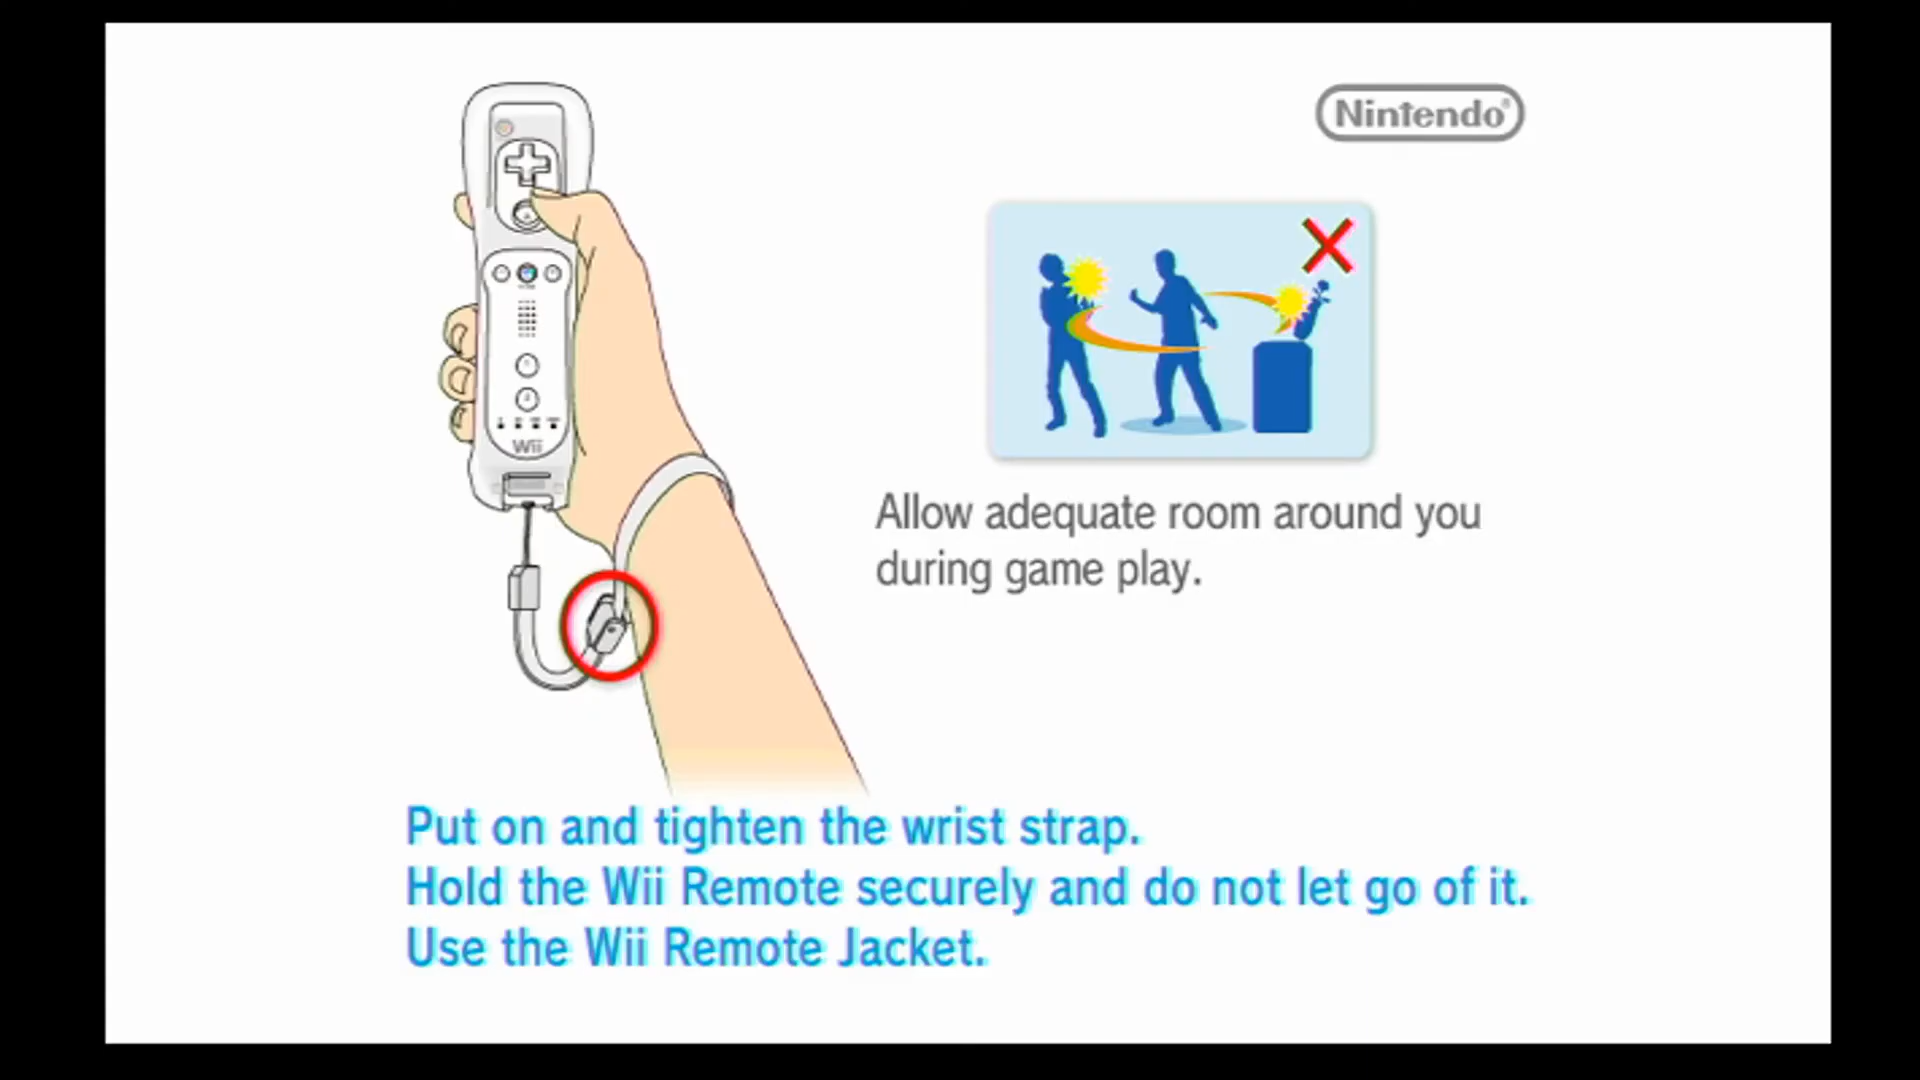 Nintendo®
Wii
Allow adequate room around you
during game play.
Put on and tighten the wrist strap.
Hold the Wii Remote securely and do not let go of it.
Use the Wii Remote Jacket.